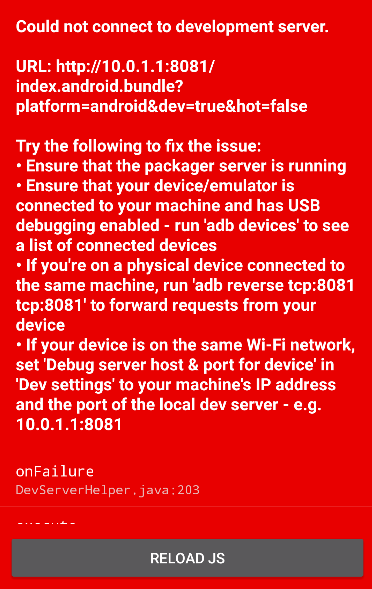 Could not connect to development server.
URL: http://10.0.1.1:8081/
index.android.bundle?
platform=android&dev=true&hot=false
Try the following to fix the issue:
• Ensure that the packager server is running
• Ensure that your device/emulator is
connected to your machine and has USB
debugging enabled - run 'adb devices' to see
a list of connected devices
• If you're on a physical device connected to
the same machine, run 'adb reverse tcp:8081
tcp:8081' to forward requests from your
device
• If your device is on the same Wi-Fi network,
set 'Debug server host & port for device' in
'Dev settings' to your machine's IP address
and the port of the local dev server - e.g.
10.0.1.1:8081
onFailure
DevServerHelper.java:203
RELOAD JS